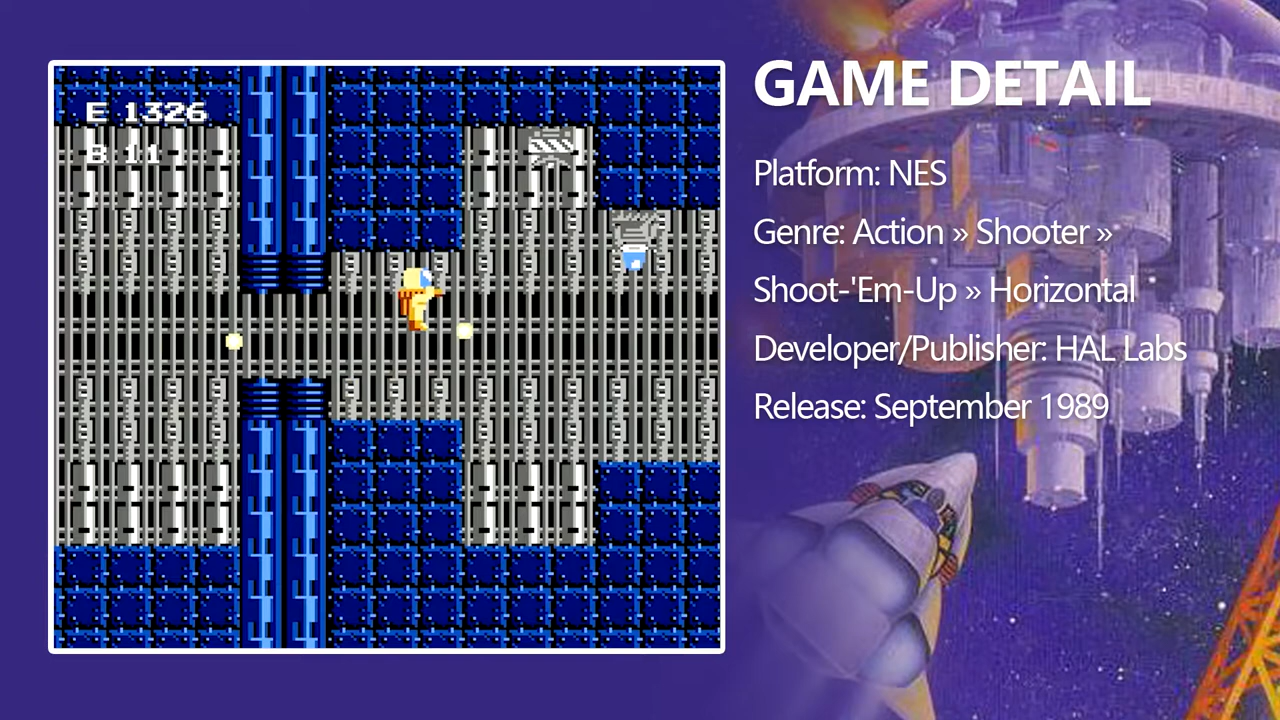 E 1326
B 11
GAME DETAIL
Platform: NES
Genre: Action » Shooter »
Shoot-'Em-Up » Horizontal
Developer/Publisher: HAL Labs
Release: September 1989